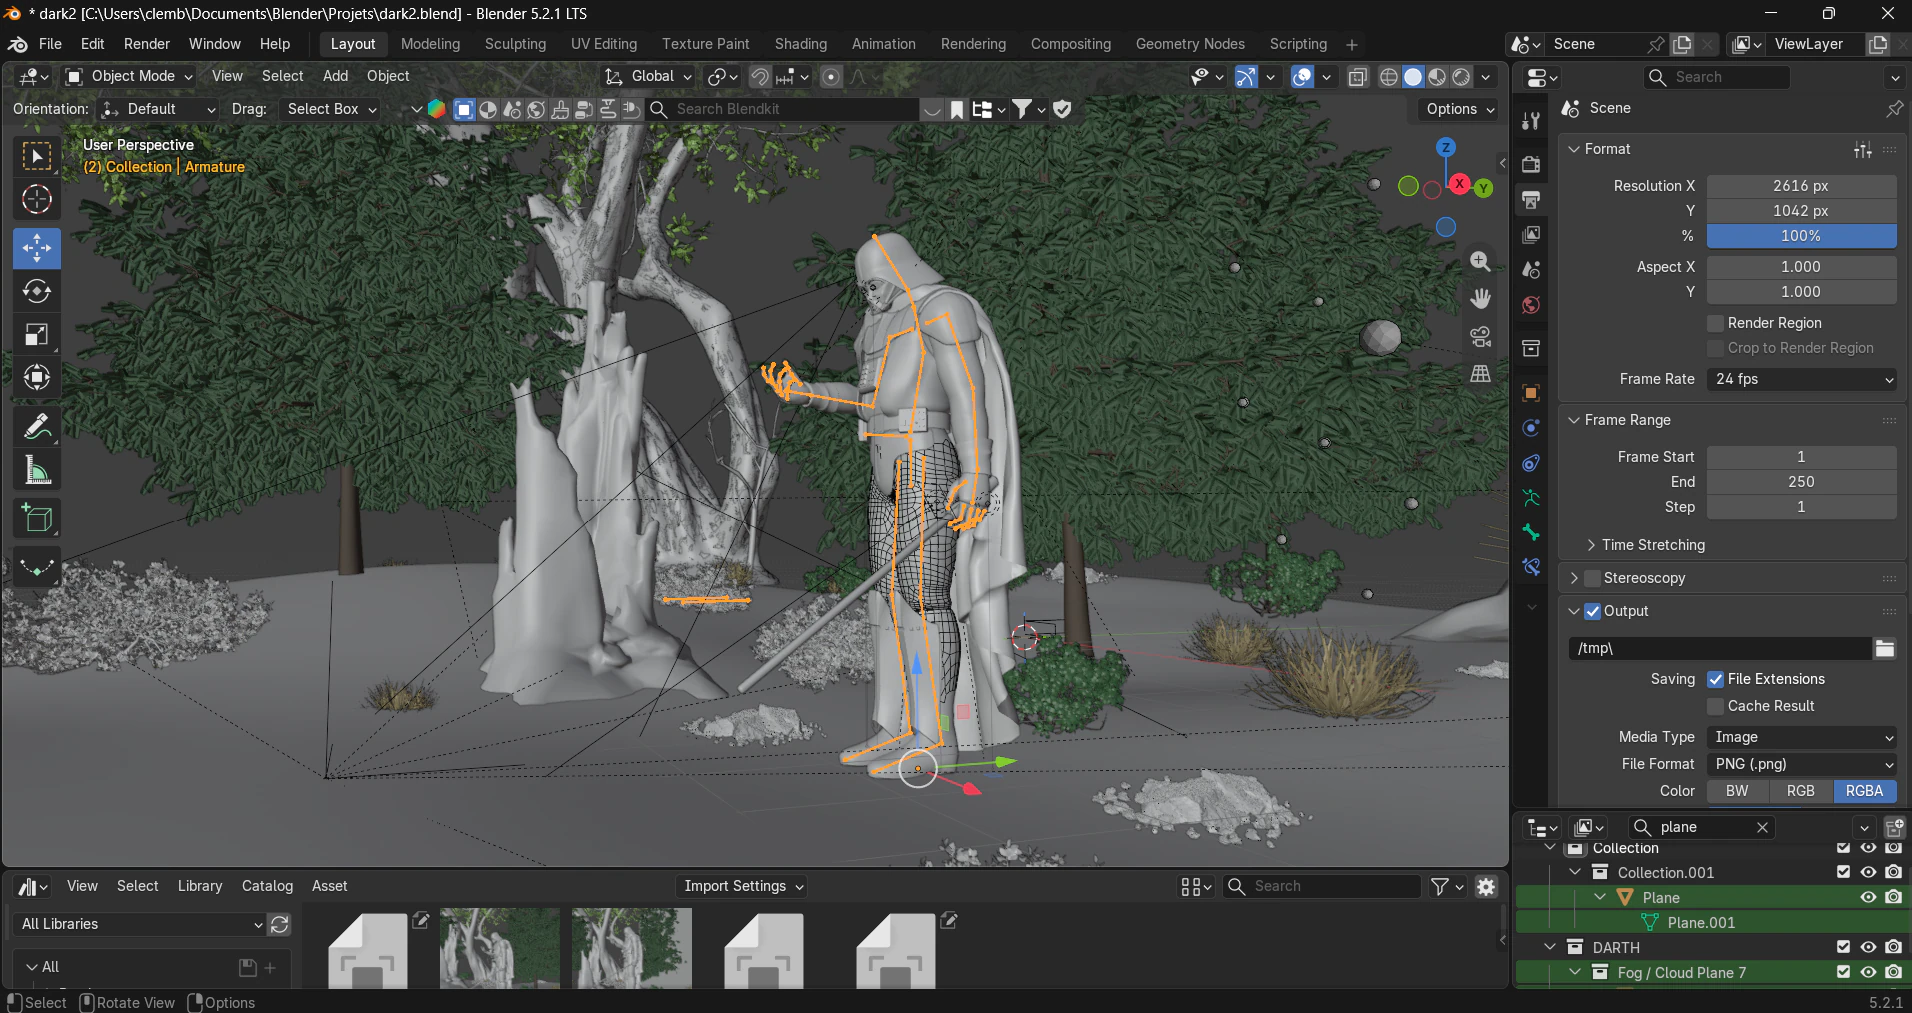 * dark2 [C:\Users\clemb\Documents\Blender\Projets\dark2.blend] - Blender 5.2.1 LTS
File Edit Render Window Help Layout Modeling Sculpting UV Editing Texture Paint Shading Animation Rendering Compositing Geometry Nodes Scripting + Scene ViewLayer
Object Mode View Select Add Object Global
Orientation: Default Drag: Select Box Search Blendkit Options
User Perspective
(2) Collection | Armature
Z
X
Y
Search
Scene
Format
Resolution X 2616 px
Y 1042 px
% 100%
Aspect X 1.000
Y 1.000
Render Region
Crop to Render Region
Frame Rate 24 fps
Frame Range
Frame Start 1
End 250
Step 1
Time Stretching
Stereoscopy
Output
/tmp\
Saving File Extensions
Cache Result
Media Type Image
File Format PNG (.png)
Color BW RGB RGBA
plane
Collection
Collection.001
Plane
Plane.001
DARTH
Fog / Cloud Plane 7
View Select Library Catalog Asset Import Settings Search
All Libraries
All
Select Rotate View Options 5.2.1